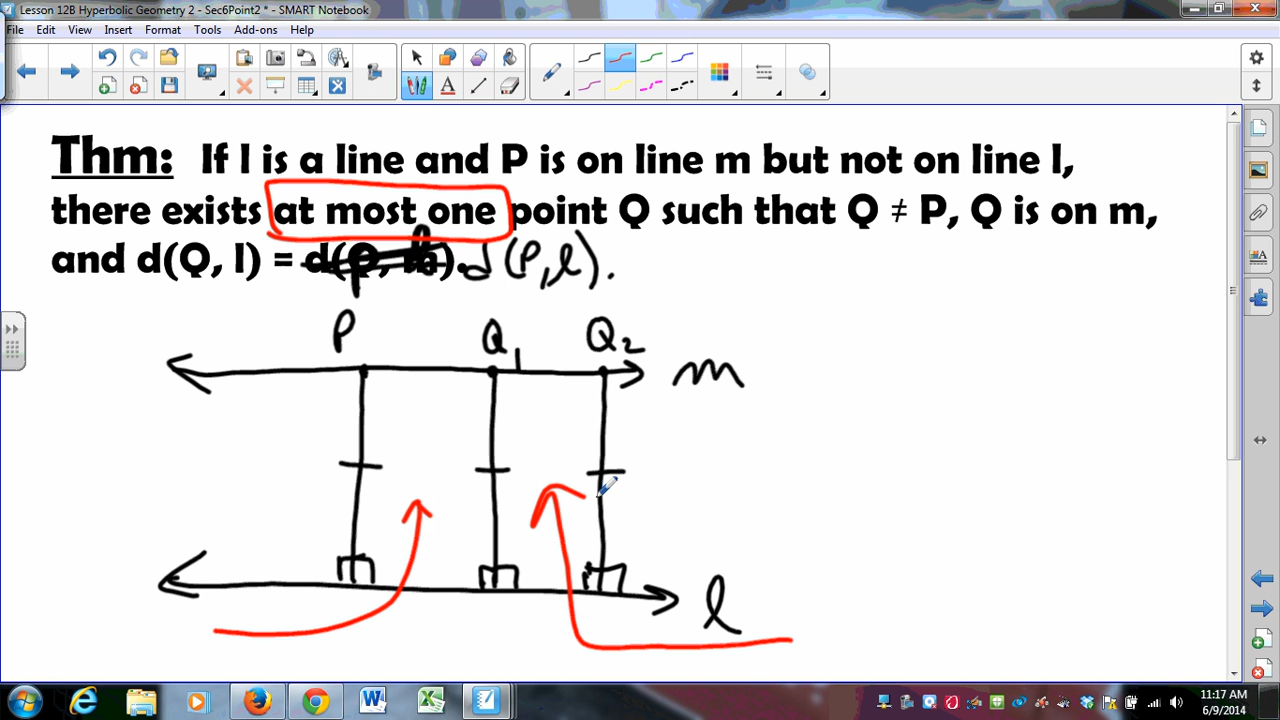 Lesson 12B Hyperbolic Geometry 2 - Sec6Point2 * - SMART Notebook
File Edit View Insert Format Tools Add-ons Help
Thm: If l is a line and P is on line m but not on line l,
there exists at most one point Q such that Q ≠ P, Q is on m,
and d(Q, l) = d(P, l).
P Q₁ Q₂
m
l
11:17 AM
6/9/2014